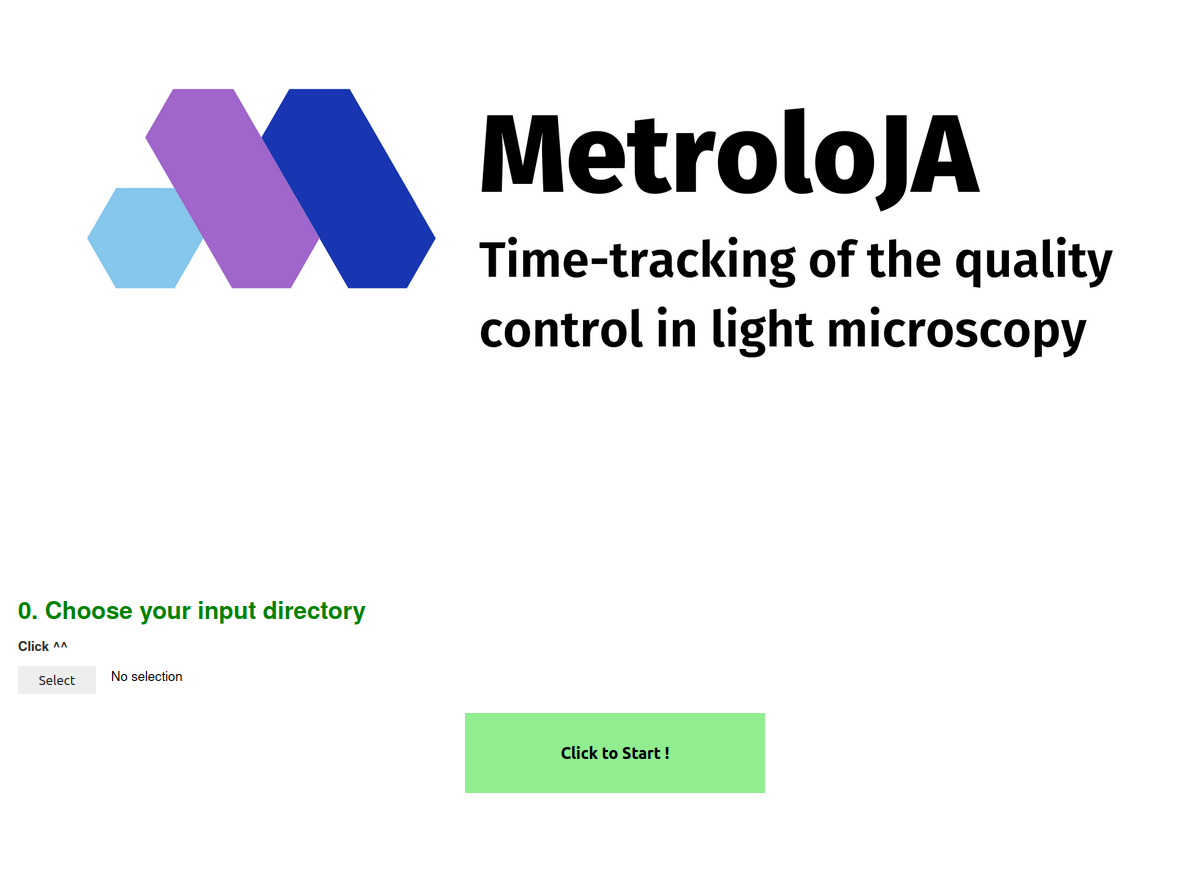 MetroloJA
Time-tracking of the quality
control in light microscopy
0. Choose your input directory
Click ^^
Select
No selection
Click to Start !